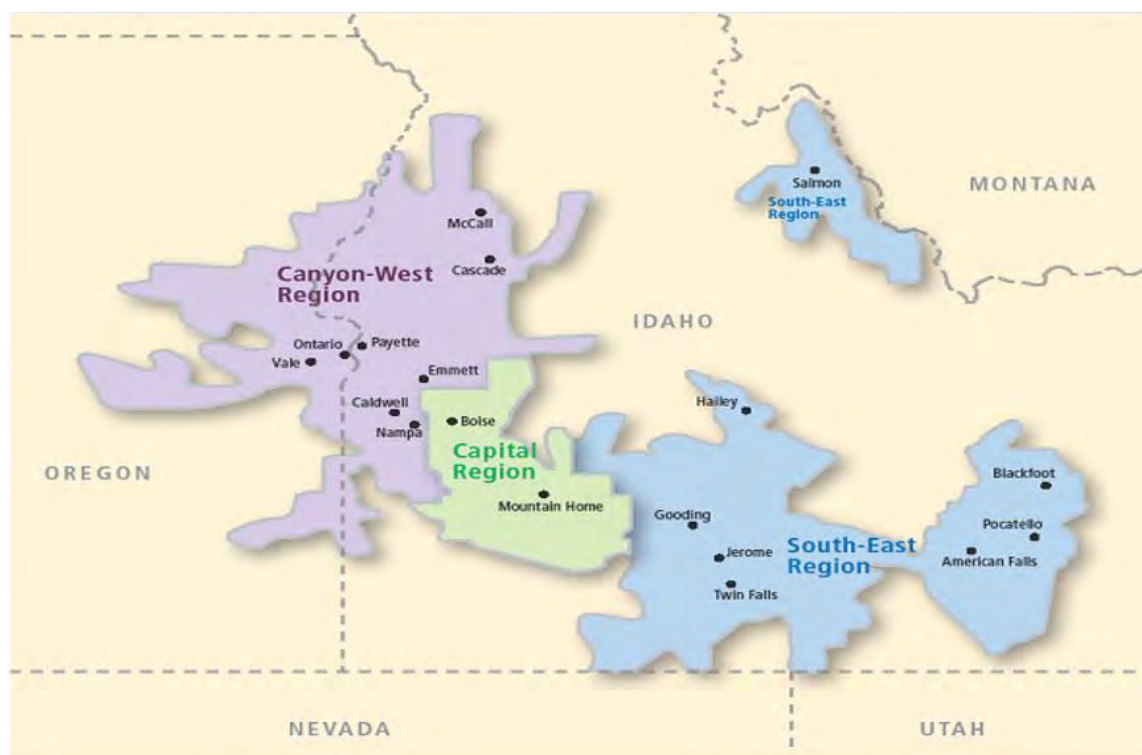 Salmon
South-East
Region
MONTANA
McCall
Cascade
Canyon-West
Region
IDAHO
Ontario
Payette
Vale
Emmett
Caldwell
Nampa
Boise
Hailey
Capital
Region
OREGON
Mountain Home
Blackfoot
Gooding
Pocatello
South-East
Region
Jerome
American Falls
Twin Falls
NEVADA
UTAH